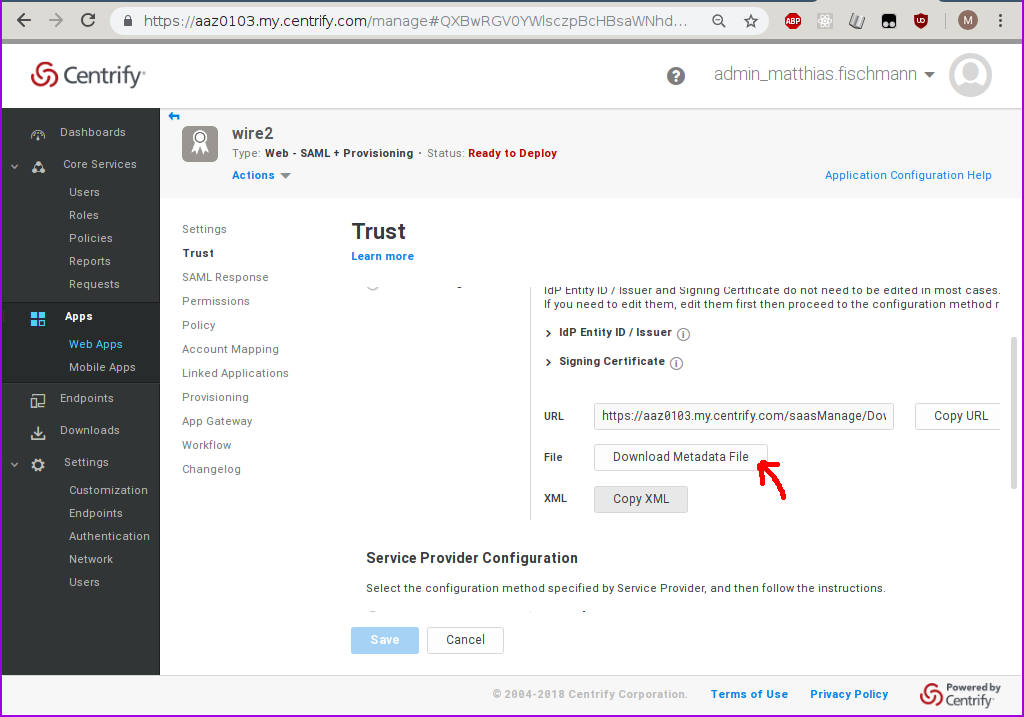 https://aaz0103.my.centrify.com/manage#QXBwRGV0YWlsczpBcHBsaWNhd...
ABP
UD
M
Centrify
?
admin_matthias.fischmann
Dashboards
Core Services
Users
Roles
Policies
Reports
Requests
Apps
Web Apps
Mobile Apps
Endpoints
Downloads
Settings
Customization
Endpoints
Authentication
Network
Users
wire2
Type: Web - SAML + Provisioning · Status: Ready to Deploy
Actions
Application Configuration Help
Settings
Trust
SAML Response
Permissions
Policy
Account Mapping
Linked Applications
Provisioning
App Gateway
Workflow
Changelog
Trust
Learn more
IdP Entity ID / Issuer and Signing Certificate do not need to be edited in most cases.
If you need to edit them, edit them first then proceed to the configuration method r
IdP Entity ID / Issuer
Signing Certificate
URL https://aaz0103.my.centrify.com/saasManage/Dov Copy URL
File Download Metadata File
XML Copy XML
Service Provider Configuration
Select the configuration method specified by Service Provider, and then follow the instructions.
Save Cancel
© 2004-2018 Centrify Corporation. Terms of Use Privacy Policy
Powered by
Centrify